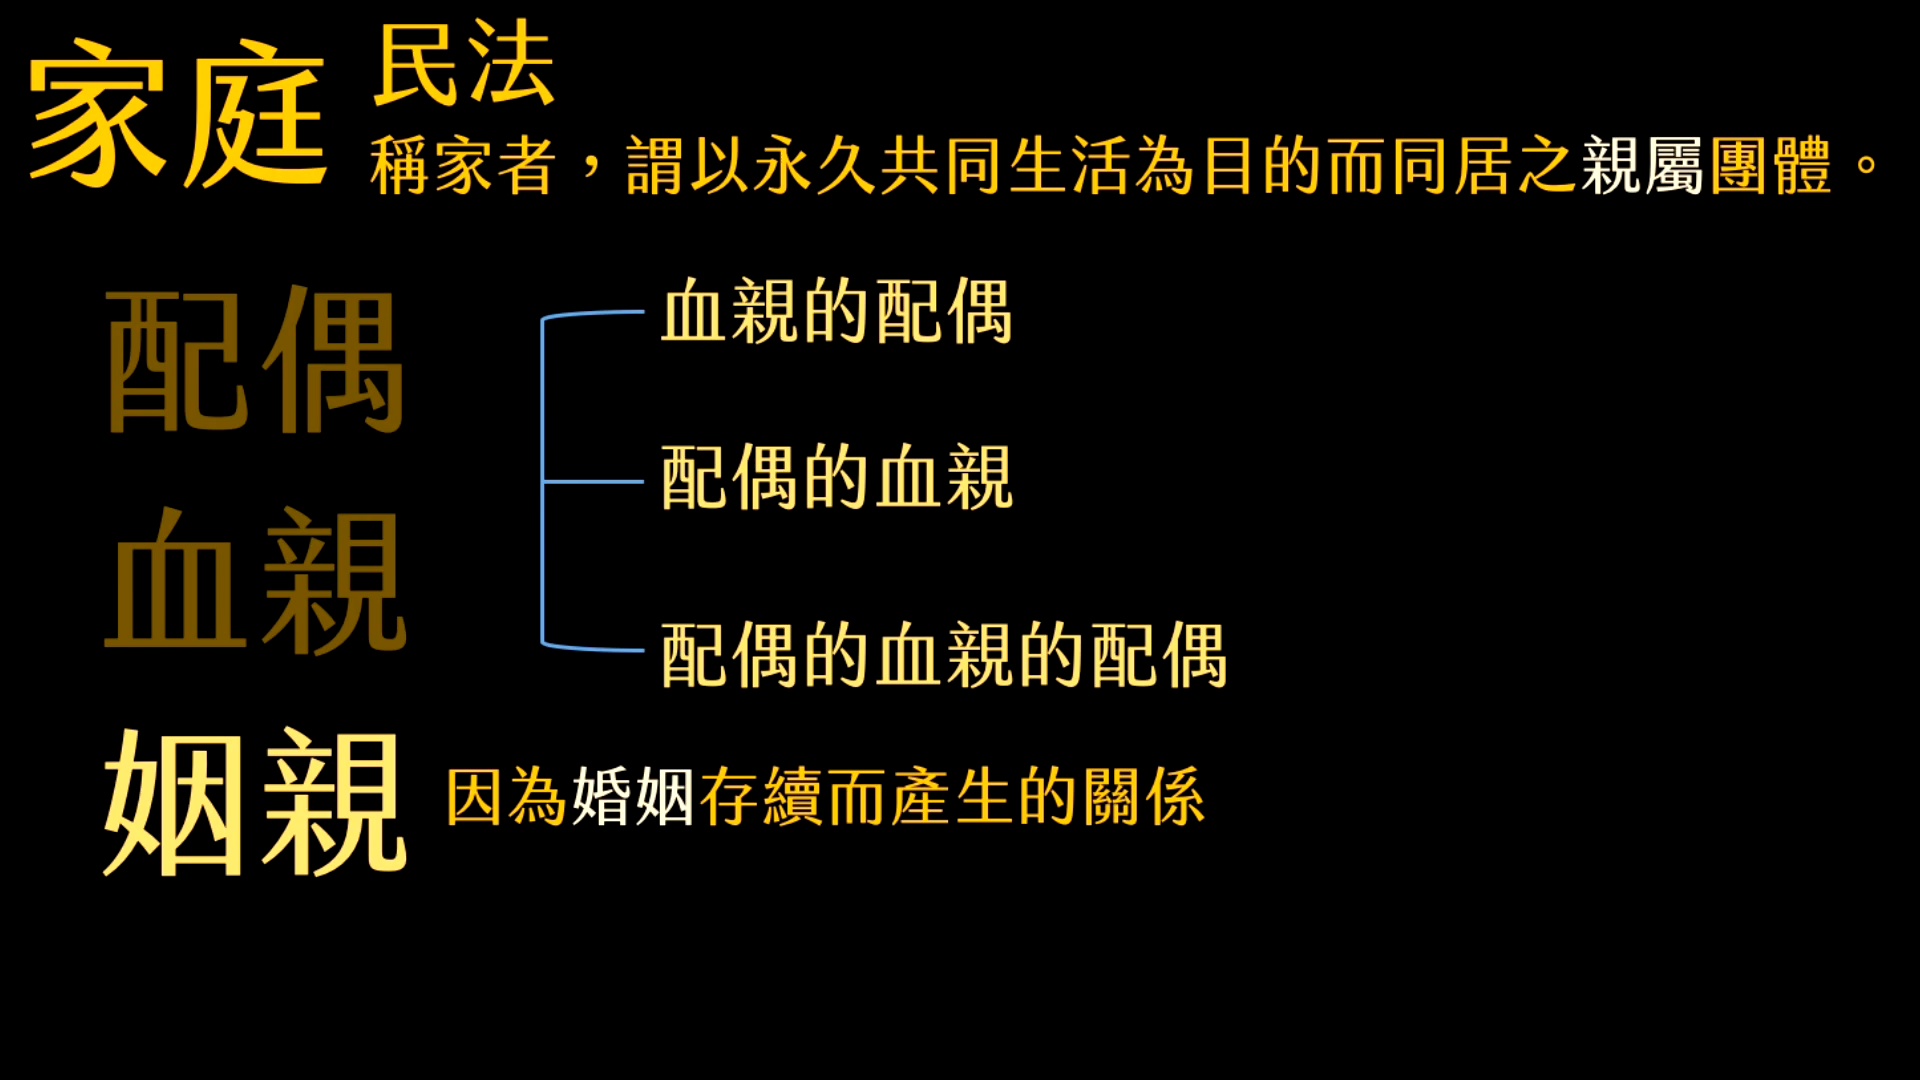 家庭
民法
稱家者，謂以永久共同生活為目的而同居之親屬團體。
配偶
血親
姻親
血親的配偶
配偶的血親
配偶的血親的配偶
因為婚姻存續而產生的關係